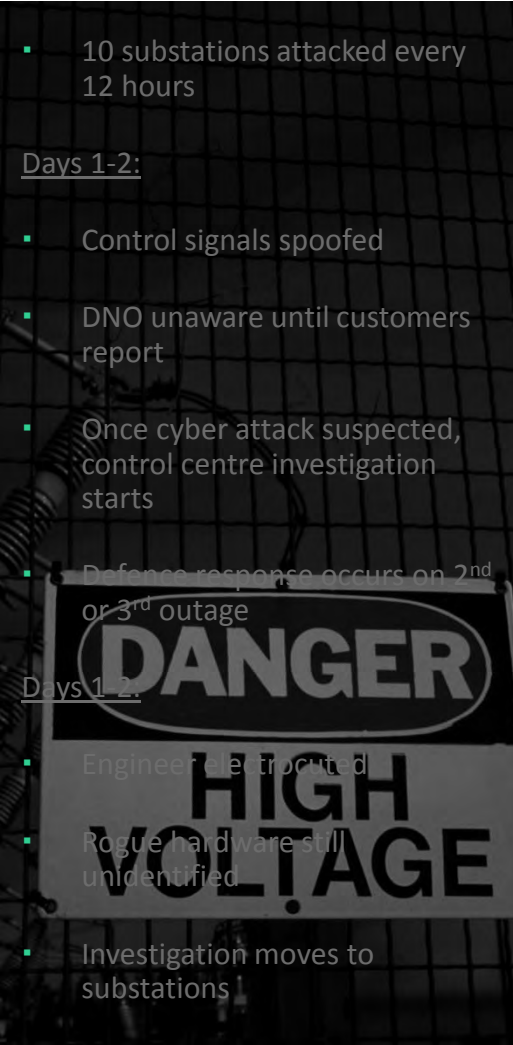 ▪ 10 substations attacked every
12 hours
Days 1-2:
▪ Control signals spoofed
▪ DNO unaware until customers
report
▪ Once cyber attack suspected,
control centre investigation
starts
▪ Defence response occurs on 2nd
or 3rd outage
DANGER
Days 1-2:
▪ Engineer electrocuted
HIGH
▪ Rogue hardware still
unidentified
VOLTAGE
▪ Investigation moves to
substations